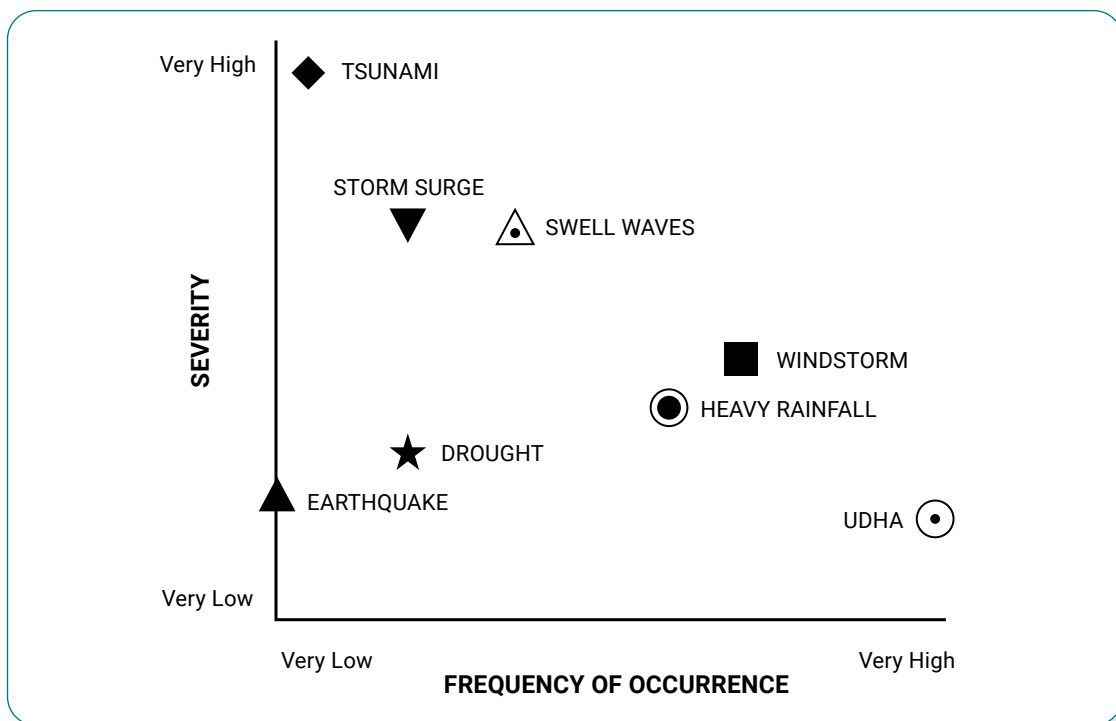 Very High
TSUNAMI
STORM SURGE
SWELL WAVES
SEVERITY
WINDSTORM
HEAVY RAINFALL
DROUGHT
EARTHQUAKE
UDHA
Very Low
Very Low
Very High
FREQUENCY OF OCCURRENCE